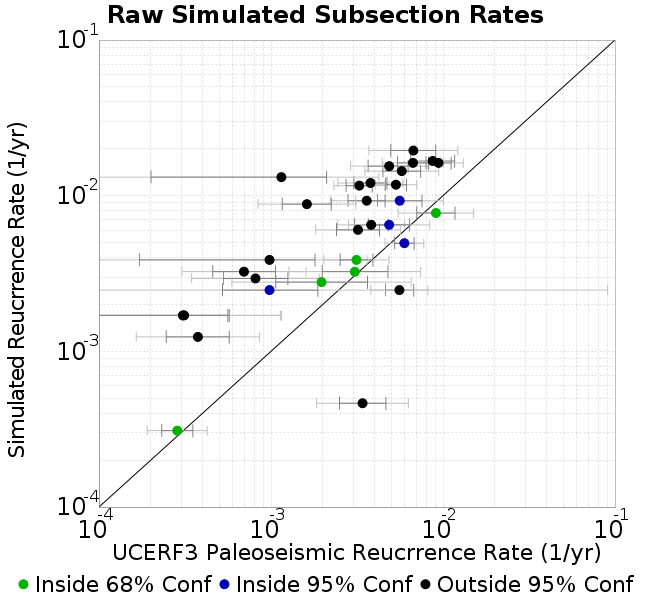 Raw Simulated Subsection Rates
10-1
10-2
10-3
10-4
Simulated Reucrrence Rate (1/yr)
10-4 10-3 10-2 10-1
UCERF3 Paleoseismic Reucrrence Rate (1/yr)
Inside 68% Conf Inside 95% Conf Outside 95% Conf